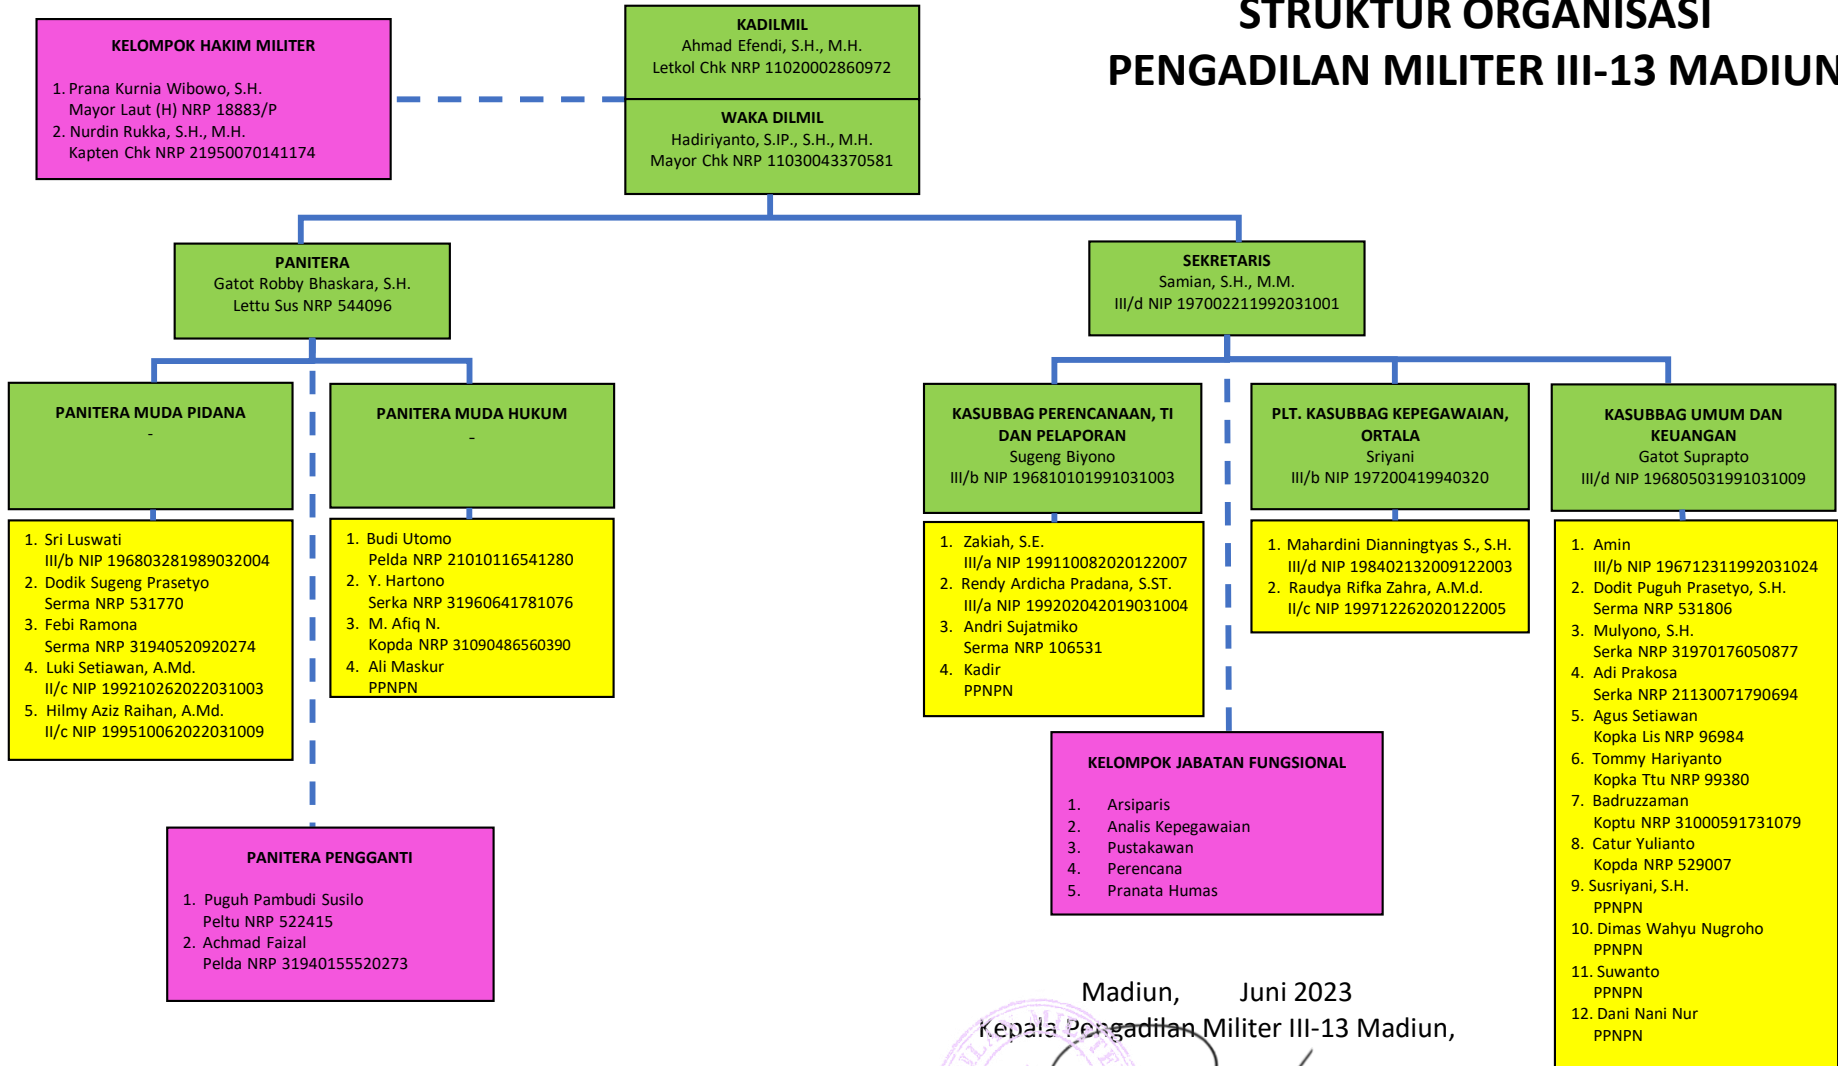 STRUKTUR ORGANISASI
PENGADILAN MILITER III-13 MADIUN
KELOMPOK HAKIM MILITER
1. Prana Kurnia Wibowo, S.H.
Mayor Laut (H) NRP 18883/P
2. Nurdin Rukka, S.H., M.H.
Kapten Chk NRP 21950070141174
KADILMIL
Ahmad Efendi, S.H., M.H.
Letkol Chk NRP 11020002860972
WAKA DILMIL
Hadiriyanto, S.IP., S.H., M.H.
Mayor Chk NRP 11030043370581
PANITERA
Gatot Robby Bhaskara, S.H.
Lettu Sus NRP 544096
SEKRETARIS
Samian, S.H., M.M.
III/d NIP 197002211992031001
PANITERA MUDA PIDANA
-
PANITERA MUDA HUKUM
-
KASUBBAG PERENCANAAN, TI
DAN PELAPORAN
Sugeng Biyono
III/b NIP 196810101991031003
PLT. KASUBBAG KEPEGAWAIAN,
ORTALA
Sriyani
III/b NIP 197200419940320
KASUBBAG UMUM DAN
KEUANGAN
Gatot Suprapto
III/d NIP 196805031991031009
1. Sri Luswati
III/b NIP 196803281989032004
2. Dodik Sugeng Prasetyo
Serma NRP 531770
3. Febi Ramona
Serma NRP 31940520920274
4. Luki Setiawan, A.Md.
II/c NIP 199210262022031003
5. Hilmy Aziz Raihan, A.Md.
II/c NIP 199510062022031009
1. Budi Utomo
Pelda NRP 21010116541280
2. Y. Hartono
Serka NRP 31960641781076
3. M. Afiq N.
Kopda NRP 31090486560390
4. Ali Maskur
PPNPN
1. Zakiah, S.E.
III/a NIP 199110082020122007
2. Rendy Ardicha Pradana, S.ST.
III/a NIP 199202042019031004
3. Andri Sujatmiko
Serma NRP 106531
4. Kadir
PPNPN
1. Mahardini Dianningtyas S., S.H.
III/d NIP 198402132009122003
2. Raudya Rifka Zahra, A.M.d.
II/c NIP 199712262020122005
1. Amin
III/b NIP 196712311992031024
2. Dodit Puguh Prasetyo, S.H.
Serma NRP 531806
3. Mulyono, S.H.
Serka NRP 31970176050877
4. Adi Prakosa
Serka NRP 21130071790694
5. Agus Setiawan
Kopka Lis NRP 96984
6. Tommy Hariyanto
Kopka Ttu NRP 99380
7. Badruzzaman
Koptu NRP 31000591731079
8. Catur Yulianto
Kopda NRP 529007
9. Susriyani, S.H.
PPNPN
10. Dimas Wahyu Nugroho
PPNPN
11. Suwanto
PPNPN
12. Dani Nani Nur
PPNPN
PANITERA PENGGANTI
1. Puguh Pambudi Susilo
Peltu NRP 522415
2. Achmad Faizal
Pelda NRP 31940155520273
KELOMPOK JABATAN FUNGSIONAL
1. Arsiparis
2. Analis Kepegawaian
3. Pustakawan
4. Perencana
5. Pranata Humas
Madiun, Juni 2023
Kepala Pengadilan Militer III-13 Madiun,